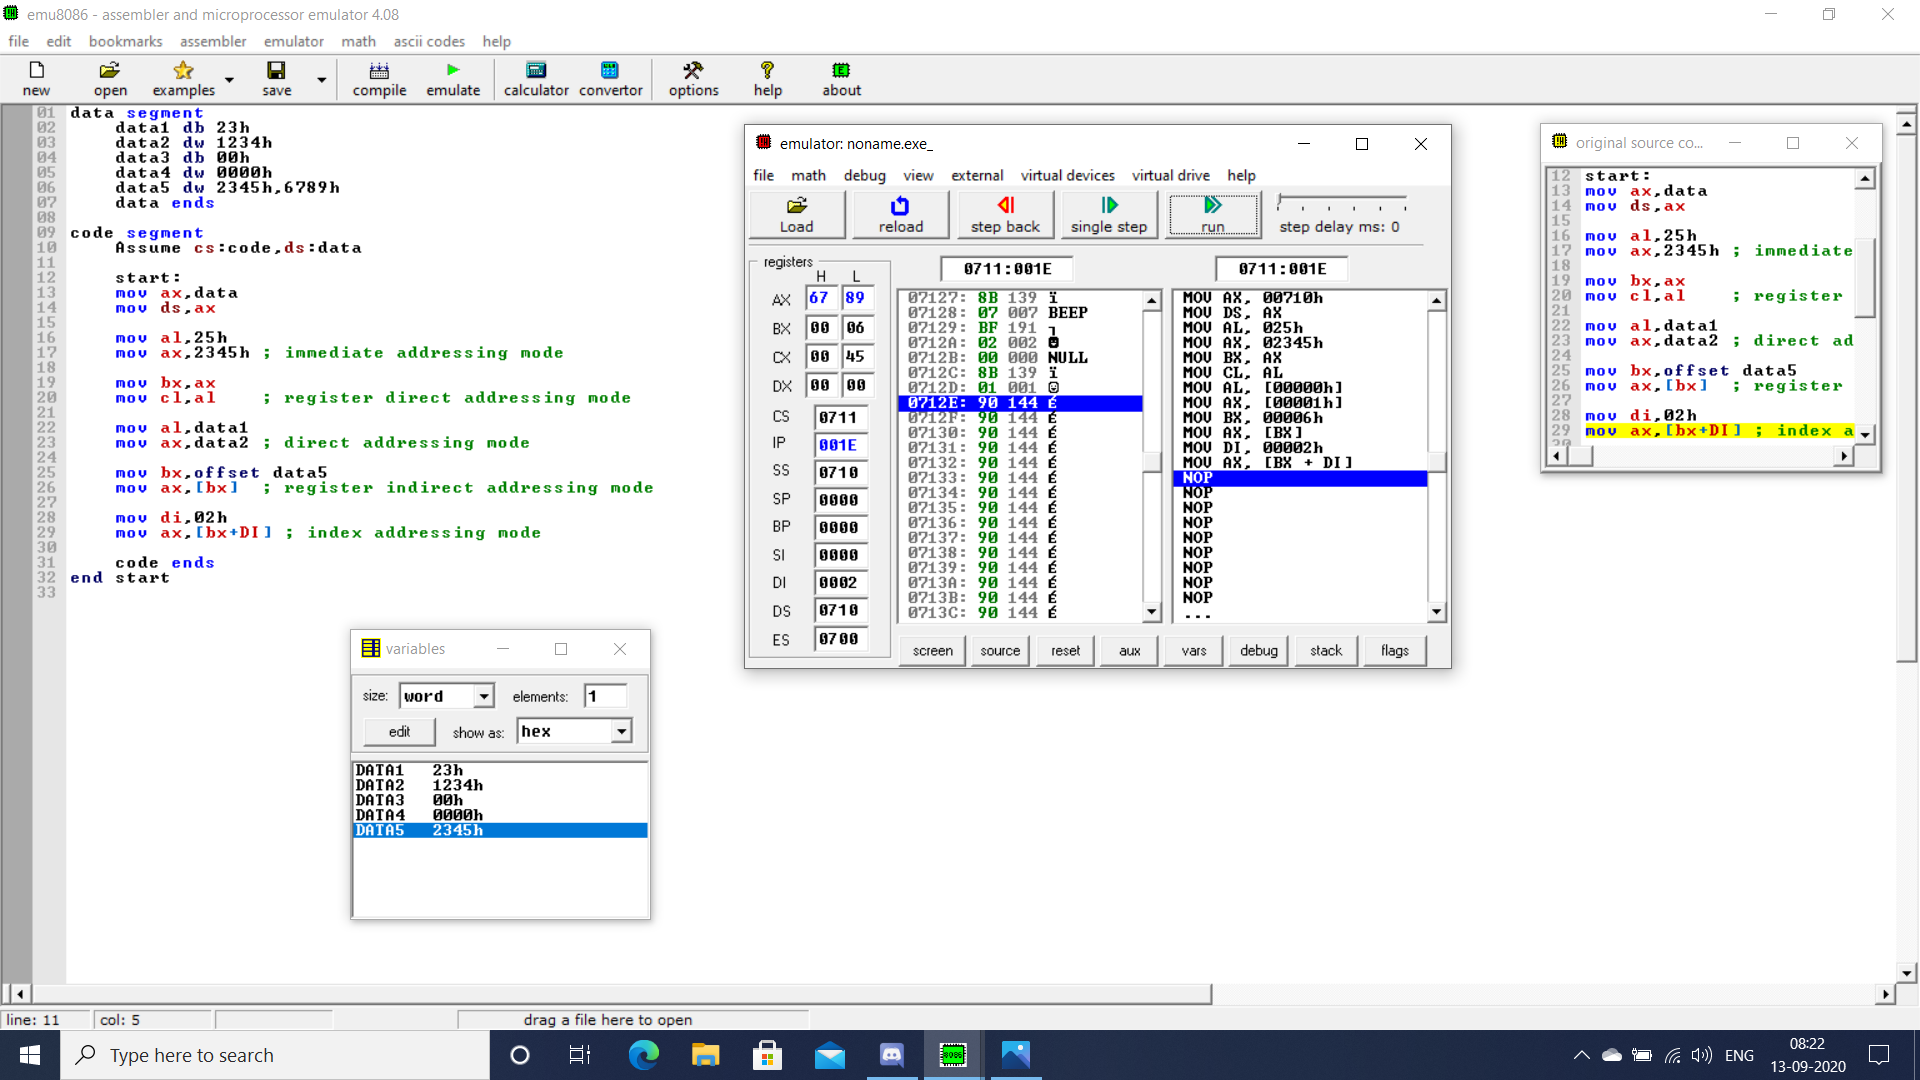 emu8086 - assembler and microprocessor emulator 4.08
file edit bookmarks assembler emulator math ascii codes help
new open examples save compile emulate calculator convertor options help about
01 data segment
02 data1 db 23h
03 data2 dw 1234h
04 data3 db 00h
05 data4 dw 0000h
06 data5 dw 2345h,6789h
07 data ends
08
09 code segment
10 Assume cs:code,ds:data
11
12 start:
13 mov ax,data
14 mov ds,ax
15
16 mov al,25h
17 mov ax,2345h ; immediate addressing mode
18
19 mov bx,ax
20 mov cl,al ; register direct addressing mode
21
22 mov al,data1
23 mov ax,data2 ; direct addressing mode
24
25 mov bx,offset data5
26 mov ax,[bx] ; register indirect addressing mode
27
28 mov di,02h
29 mov ax,[bx+DI] ; index addressing mode
30
31 code ends
32 end start
33
variables
size: word elements: 1
edit show as: hex
DATA1 23h
DATA2 1234h
DATA3 00h
DATA4 0000h
DATA5 2345h
emulator: noname.exe_
file math debug view external virtual devices virtual drive help
Load reload step back single step run step delay ms: 0
registers
H L
AX 67 89
BX 00 06
CX 00 45
DX 00 00
CS 0711
IP 001E
SS 0710
SP 0000
BP 0000
SI 0000
DI 0002
DS 0710
ES 0700
0711:001E
07127: 8B 139 ï
07128: 07 007 BEEP
07129: BF 191 ┐
0712A: 02 002 ☻
0712B: 00 000 NULL
0712C: 8B 139 ï
0712D: 01 001 ☺
0712E: 90 144 É
0712F: 90 144 É
07130: 90 144 É
07131: 90 144 É
07132: 90 144 É
07133: 90 144 É
07134: 90 144 É
07135: 90 144 É
07136: 90 144 É
07137: 90 144 É
07138: 90 144 É
07139: 90 144 É
0713A: 90 144 É
0713B: 90 144 É
0713C: 90 144 É
0711:001E
MOV AX, 00710h
MOV DS, AX
MOV AL, 025h
MOV AX, 02345h
MOV BX, AX
MOV CL, AL
MOV AL, [00000h]
MOV AX, [00001h]
MOV BX, 00006h
MOV AX, [BX]
MOV DI, 00002h
MOV AX, [BX + DI]
NOP
NOP
NOP
NOP
NOP
NOP
NOP
NOP
NOP
...
screen source reset aux vars debug stack flags
original source co...
12 start:
13 mov ax,data
14 mov ds,ax
15
16 mov al,25h
17 mov ax,2345h ; immediate
18
19 mov bx,ax
20 mov cl,al ; register
21
22 mov al,data1
23 mov ax,data2 ; direct ad
24
25 mov bx,offset data5
26 mov ax,[bx] ; register
27
28 mov di,02h
29 mov ax,[bx+DI] ; index a
30
line: 11 col: 5 drag a file here to open
Type here to search
8086
ENG
08:22
13-09-2020